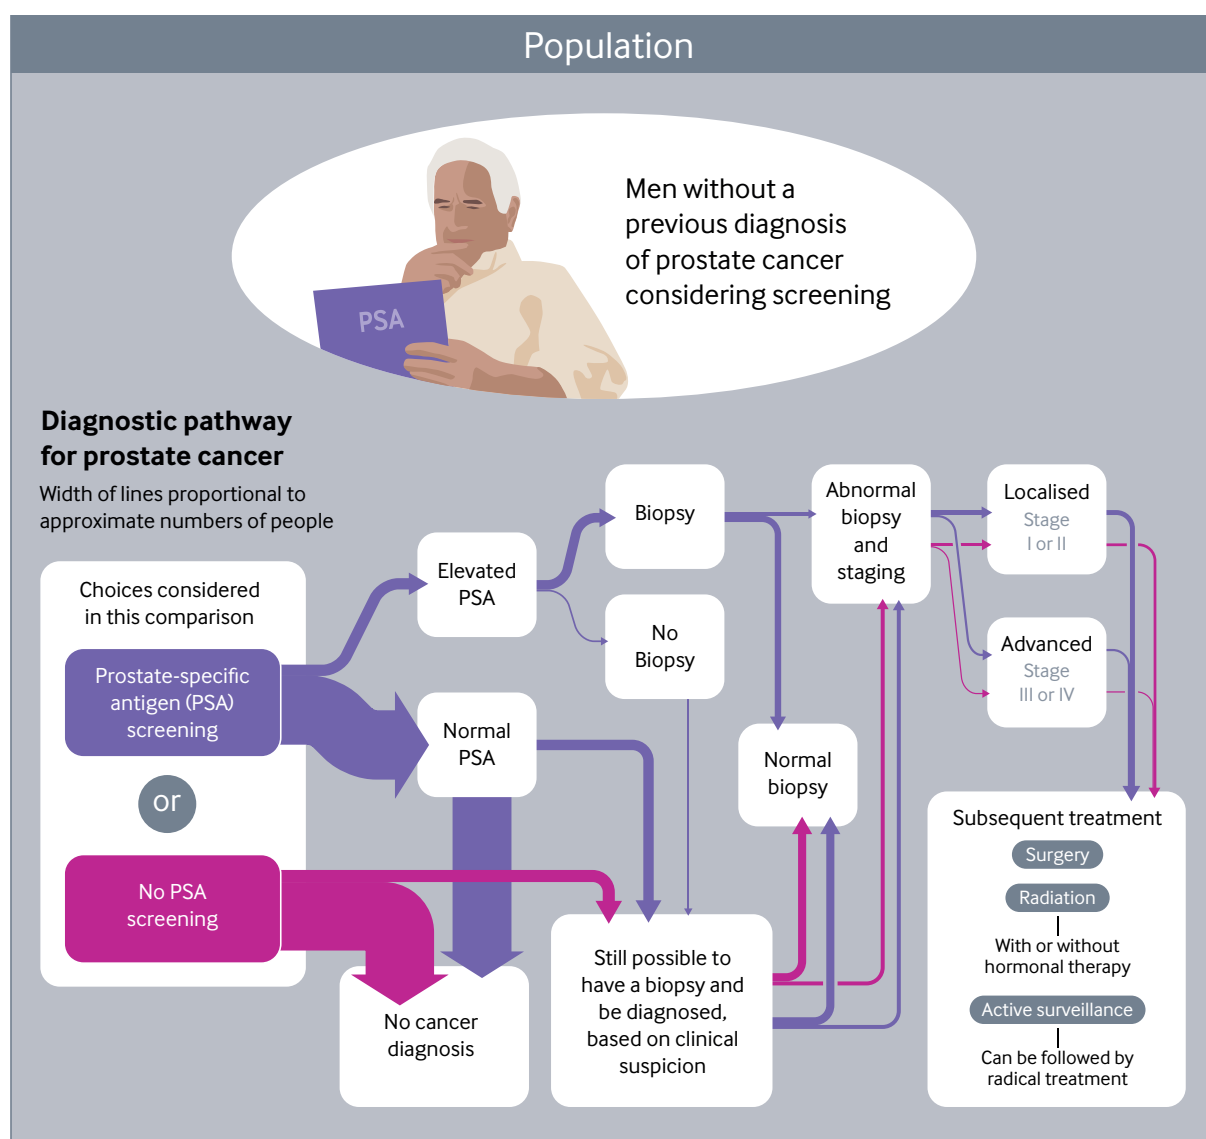 Population
Men without a
previous diagnosis
of prostate cancer
considering screening
PSA
Diagnostic pathway
for prostate cancer
Width of lines proportional to
approximate numbers of people
Choices considered
in this comparison
Prostate-specific
antigen (PSA)
screening
or
No PSA
screening
Elevated
PSA
Normal
PSA
No cancer
diagnosis
Biopsy
No
Biopsy
Still possible to
have a biopsy and
be diagnosed,
based on clinical
suspicion
Normal
biopsy
Abnormal
biopsy
and
staging
Localised
Stage
I or II
Advanced
Stage
III or IV
Subsequent treatment
Surgery
Radiation
With or without
hormonal therapy
Active surveillance
Can be followed by
radical treatment